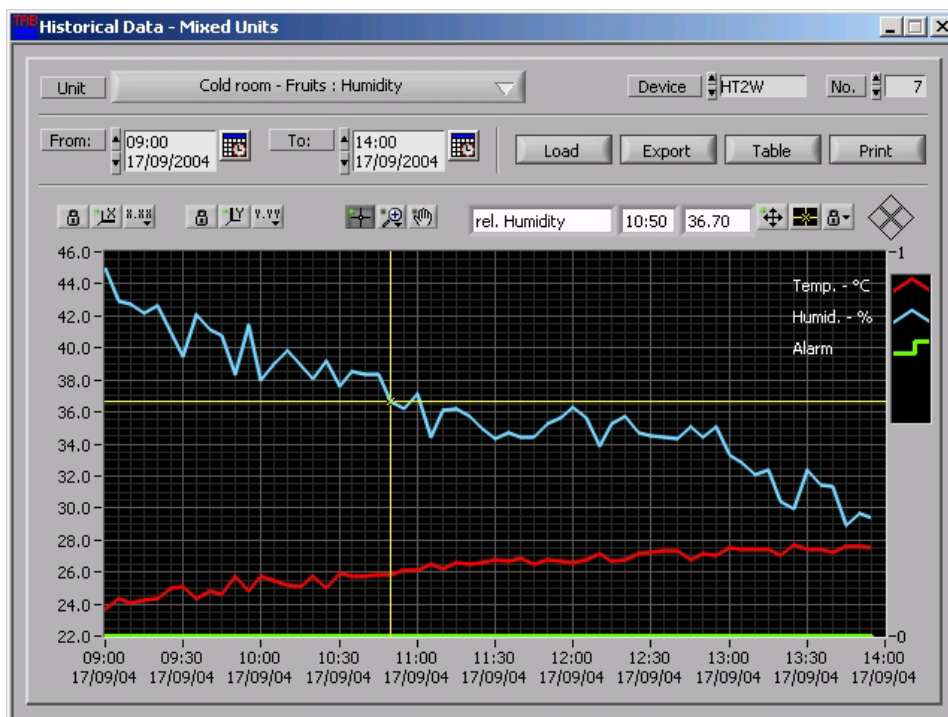 TAB Historical Data - Mixed Units
Unit Cold room - Fruits : Humidity Device HT2W No. 7
From: 09:00 17/09/2004 To: 14:00 17/09/2004 Load Export Table Print
X X.XX Y Y.YY rel. Humidity 10:50 36.70
46.0 1
Temp. - °C
44.0
Humid. - %
42.0
Alarm
40.0
38.0
36.0
34.0
32.0
30.0
28.0
26.0
24.0
22.0 0
09:00 09:30 10:00 10:30 11:00 11:30 12:00 12:30 13:00 13:30 14:00
17/09/04 17/09/04 17/09/04 17/09/04 17/09/04 17/09/04 17/09/04 17/09/04 17/09/04 17/09/04 17/09/04